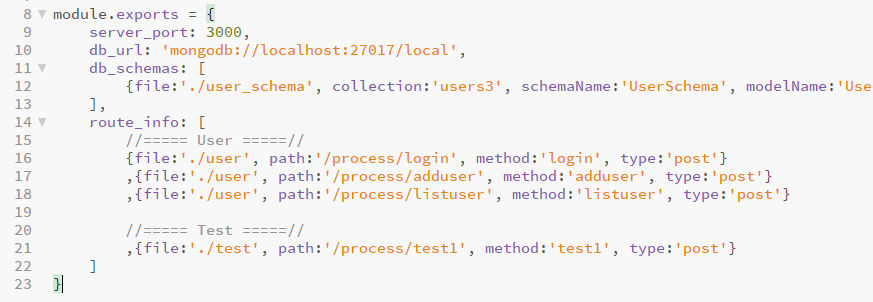 8 module.exports = {
9 server_port: 3000,
10 db_url: 'mongodb://localhost:27017/local',
11 db_schemas: [
12 {file:'./user_schema', collection:'users3', schemaName:'UserSchema', modelName:'Use
13 ],
14 route_info: [
15 //===== User =====//
16 {file:'./user', path:'/process/login', method:'login', type:'post'}
17 ,{file:'./user', path:'/process/adduser', method:'adduser', type:'post'}
18 ,{file:'./user', path:'/process/listuser', method:'listuser', type:'post'}
19
20 //===== Test =====//
21 ,{file:'./test', path:'/process/test1', method:'test1', type:'post'}
22 ]
23 }